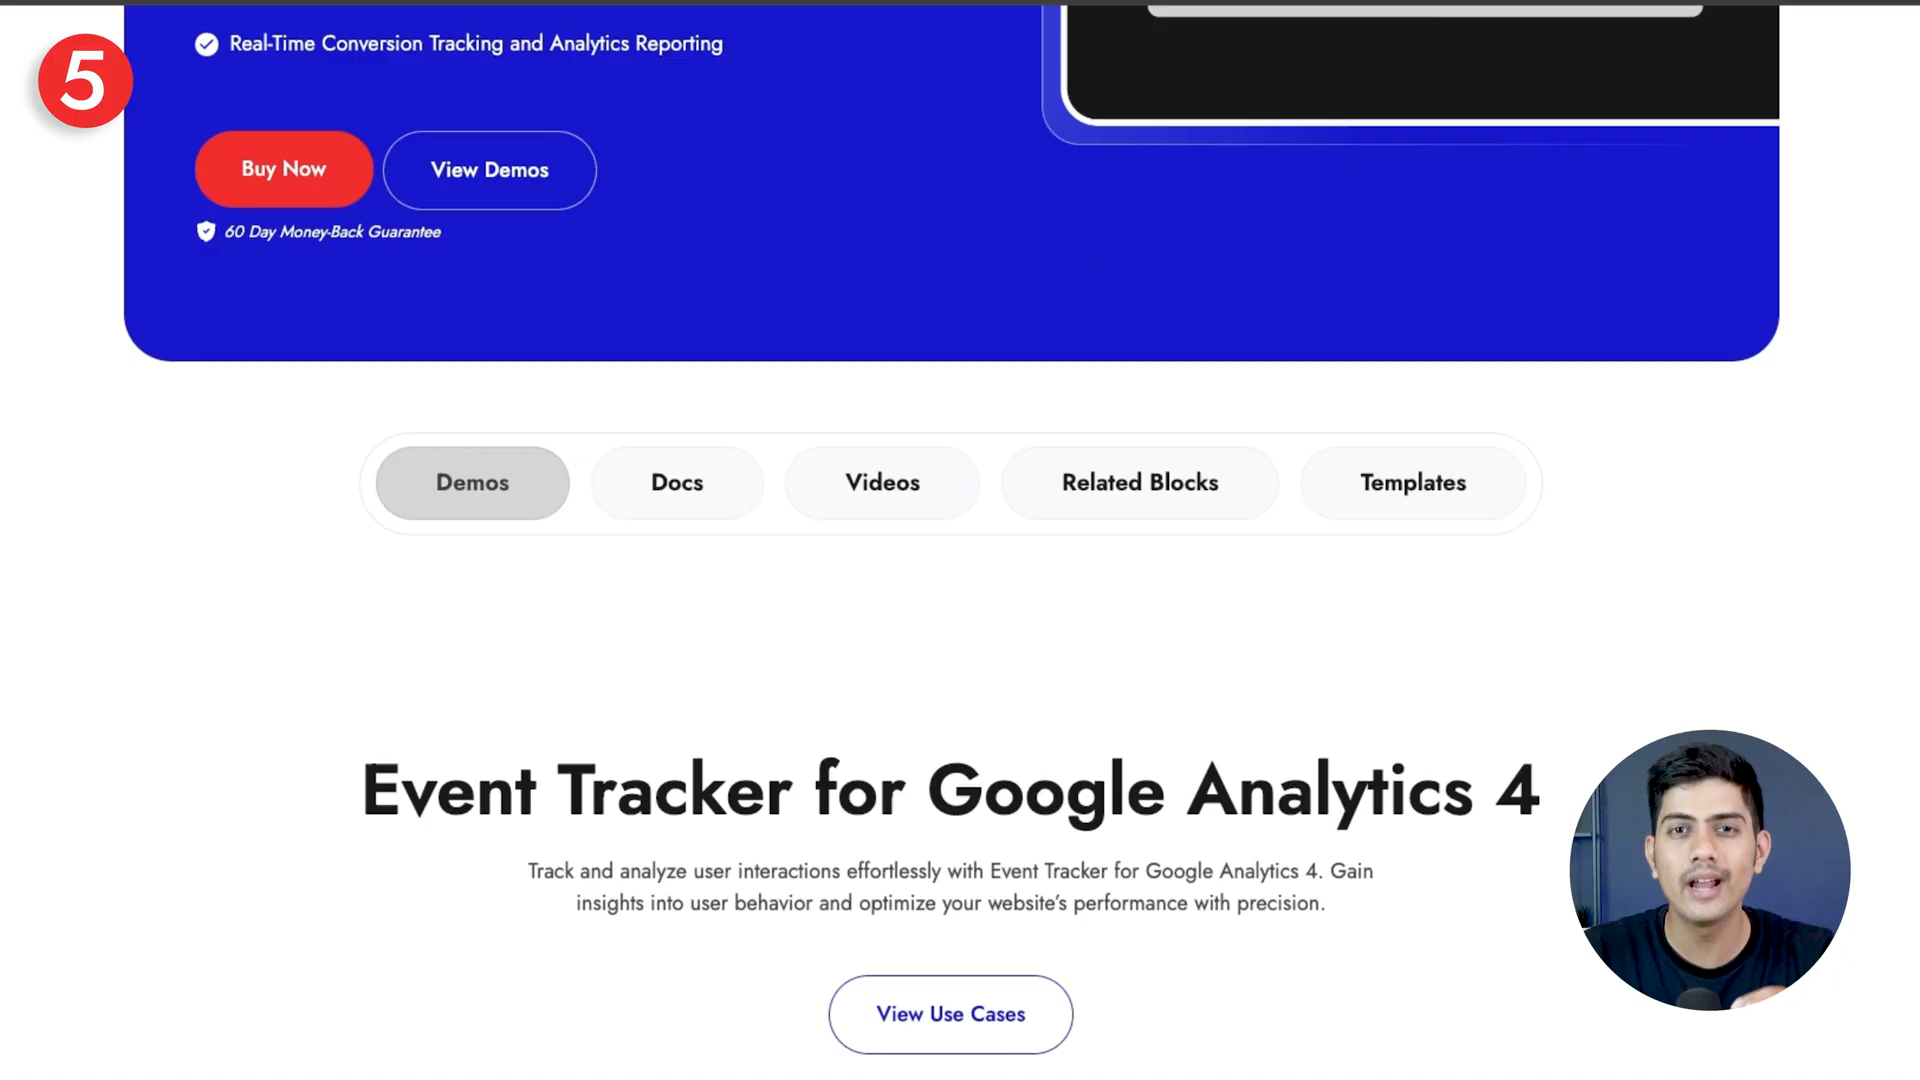 5
Real-Time Conversion Tracking and Analytics Reporting
Buy Now
View Demos
60 Day Money-Back Guarantee
Demos
Docs
Videos
Related Blocks
Templates
Event Tracker for Google Analytics 4
Track and analyze user interactions effortlessly with Event Tracker for Google Analytics 4. Gain
insights into user behavior and optimize your website’s performance with precision.
View Use Cases